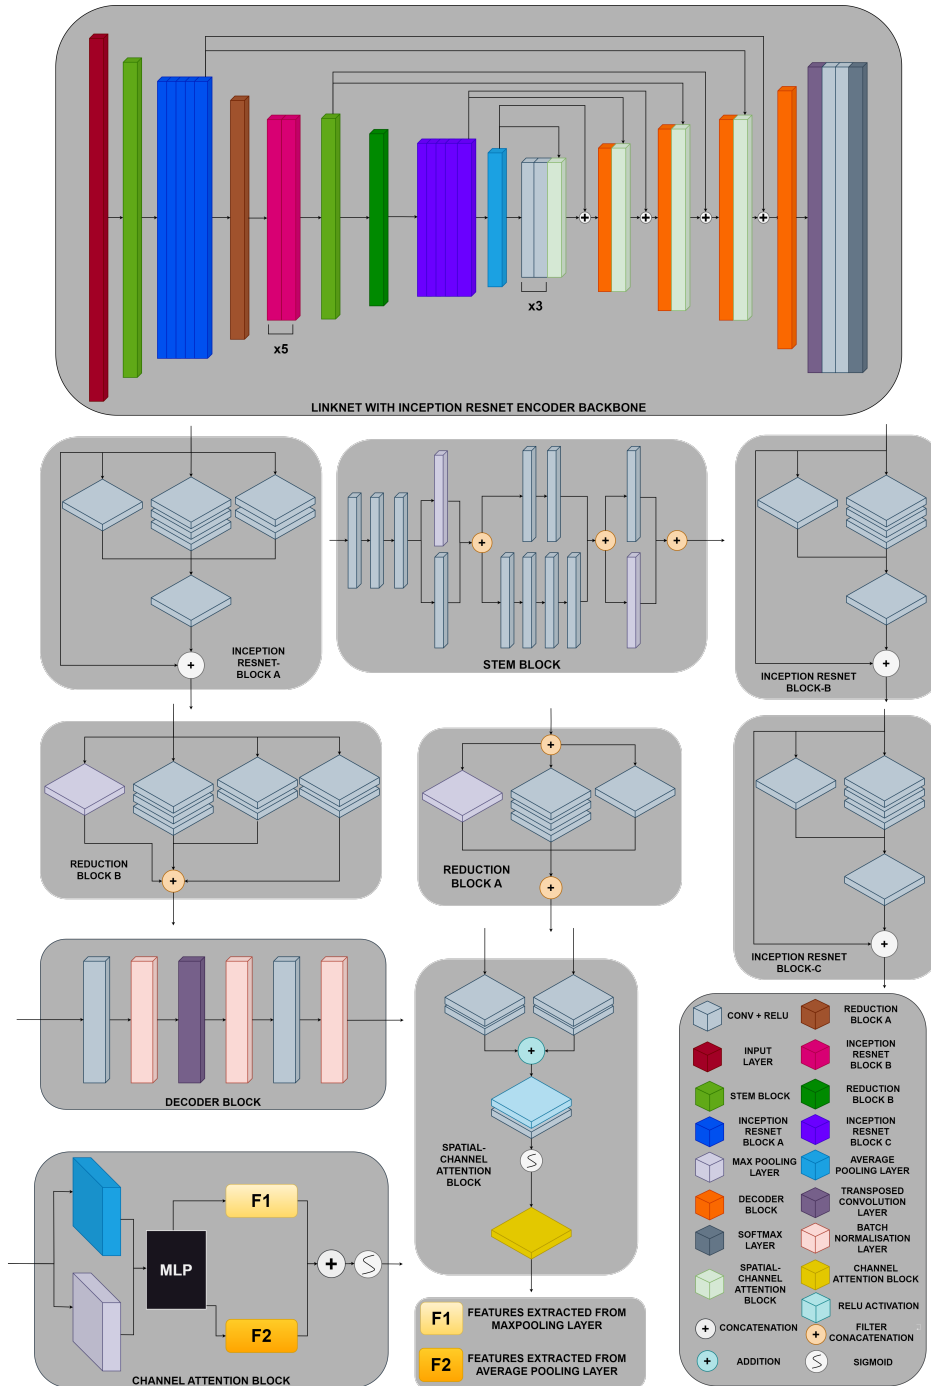 x5
x3
LINKNET WITH INCEPTION RESNET ENCODER BACKBONE
INCEPTION
RESNET-
BLOCK A
STEM BLOCK
INCEPTION RESNET
BLOCK-B
REDUCTION
BLOCK B
REDUCTION
BLOCK A
INCEPTION RESNET
BLOCK-C
DECODER BLOCK
SPATIAL-
CHANNEL
ATTENTION
BLOCK
MLP
F1
F2
CHANNEL ATTENTION BLOCK
F1
FEATURES EXTRACTED FROM
MAXPOOLING LAYER
F2
FEATURES EXTRACTED FROM
AVERAGE POOLING LAYER
CONV + RELU
REDUCTION
BLOCK A
INPUT
LAYER
INCEPTION
RESNET
BLOCK B
STEM BLOCK
REDUCTION
BLOCK B
INCEPTION
RESNET
BLOCK A
INCEPTION
RESNET
BLOCK C
MAX POOLING
LAYER
AVERAGE
POOLING LAYER
DECODER
BLOCK
TRANSPOSED
CONVOLUTION
LAYER
SOFTMAX
LAYER
BATCH
NORMALISATION
LAYER
SPATIAL-
CHANNEL
ATTENTION
BLOCK
CHANNEL
ATTENTION BLOCK
RELU ACTIVATION
CONCATENATION
FILTER
CONACATENATION
ADDITION
SIGMOID